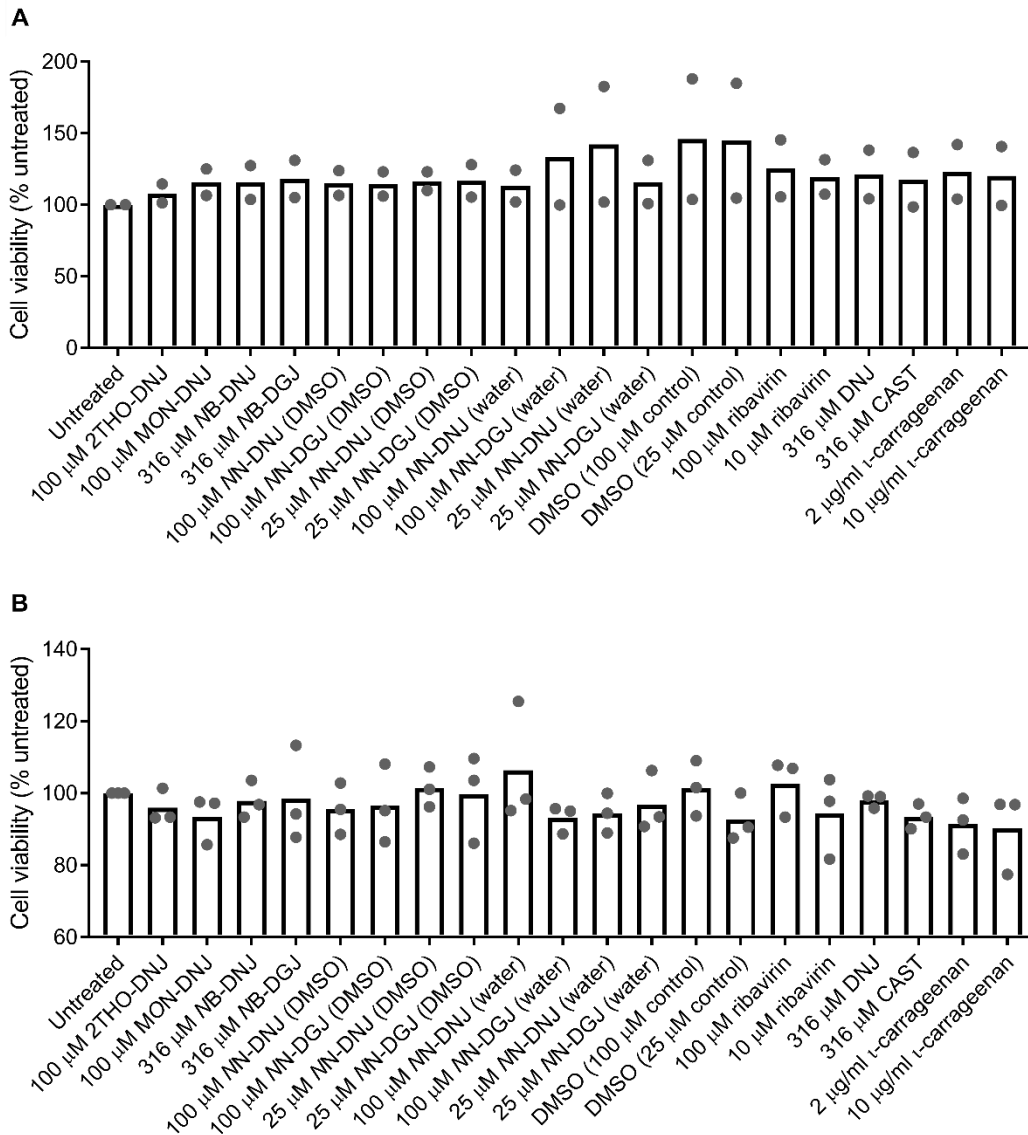 A
Cell viability (% untreated)
200
150
100
50
0
Untreated
100 μM 2THO-DNJ
100 μM MON-DNJ
316 μM NB-DNJ
316 μM NB-DGJ
100 μM NN-DNJ (DMSO)
100 μM NN-DGJ (DMSO)
25 μM NN-DNJ (DMSO)
25 μM NN-DGJ (DMSO)
100 μM NN-DNJ (water)
100 μM NN-DGJ (water)
25 μM NN-DNJ (water)
25 μM NN-DGJ (water)
DMSO (100 μM control)
DMSO (25 μM control)
100 μM ribavirin
10 μM ribavirin
316 μM DNJ
316 μM CAST
2 μg/ml ι-carrageenan
10 μg/ml ι-carrageenan
B
Cell viability (% untreated)
140
120
100
80
60
Untreated
100 μM 2THO-DNJ
100 μM MON-DNJ
316 μM NB-DNJ
316 μM NB-DGJ
100 μM NN-DNJ (DMSO)
100 μM NN-DGJ (DMSO)
25 μM NN-DNJ (DMSO)
25 μM NN-DGJ (DMSO)
100 μM NN-DNJ (water)
100 μM NN-DGJ (water)
25 μM NN-DNJ (water)
25 μM NN-DGJ (water)
DMSO (100 μM control)
DMSO (25 μM control)
100 μM ribavirin
10 μM ribavirin
316 μM DNJ
316 μM CAST
2 μg/ml ι-carrageenan
10 μg/ml ι-carrageenan